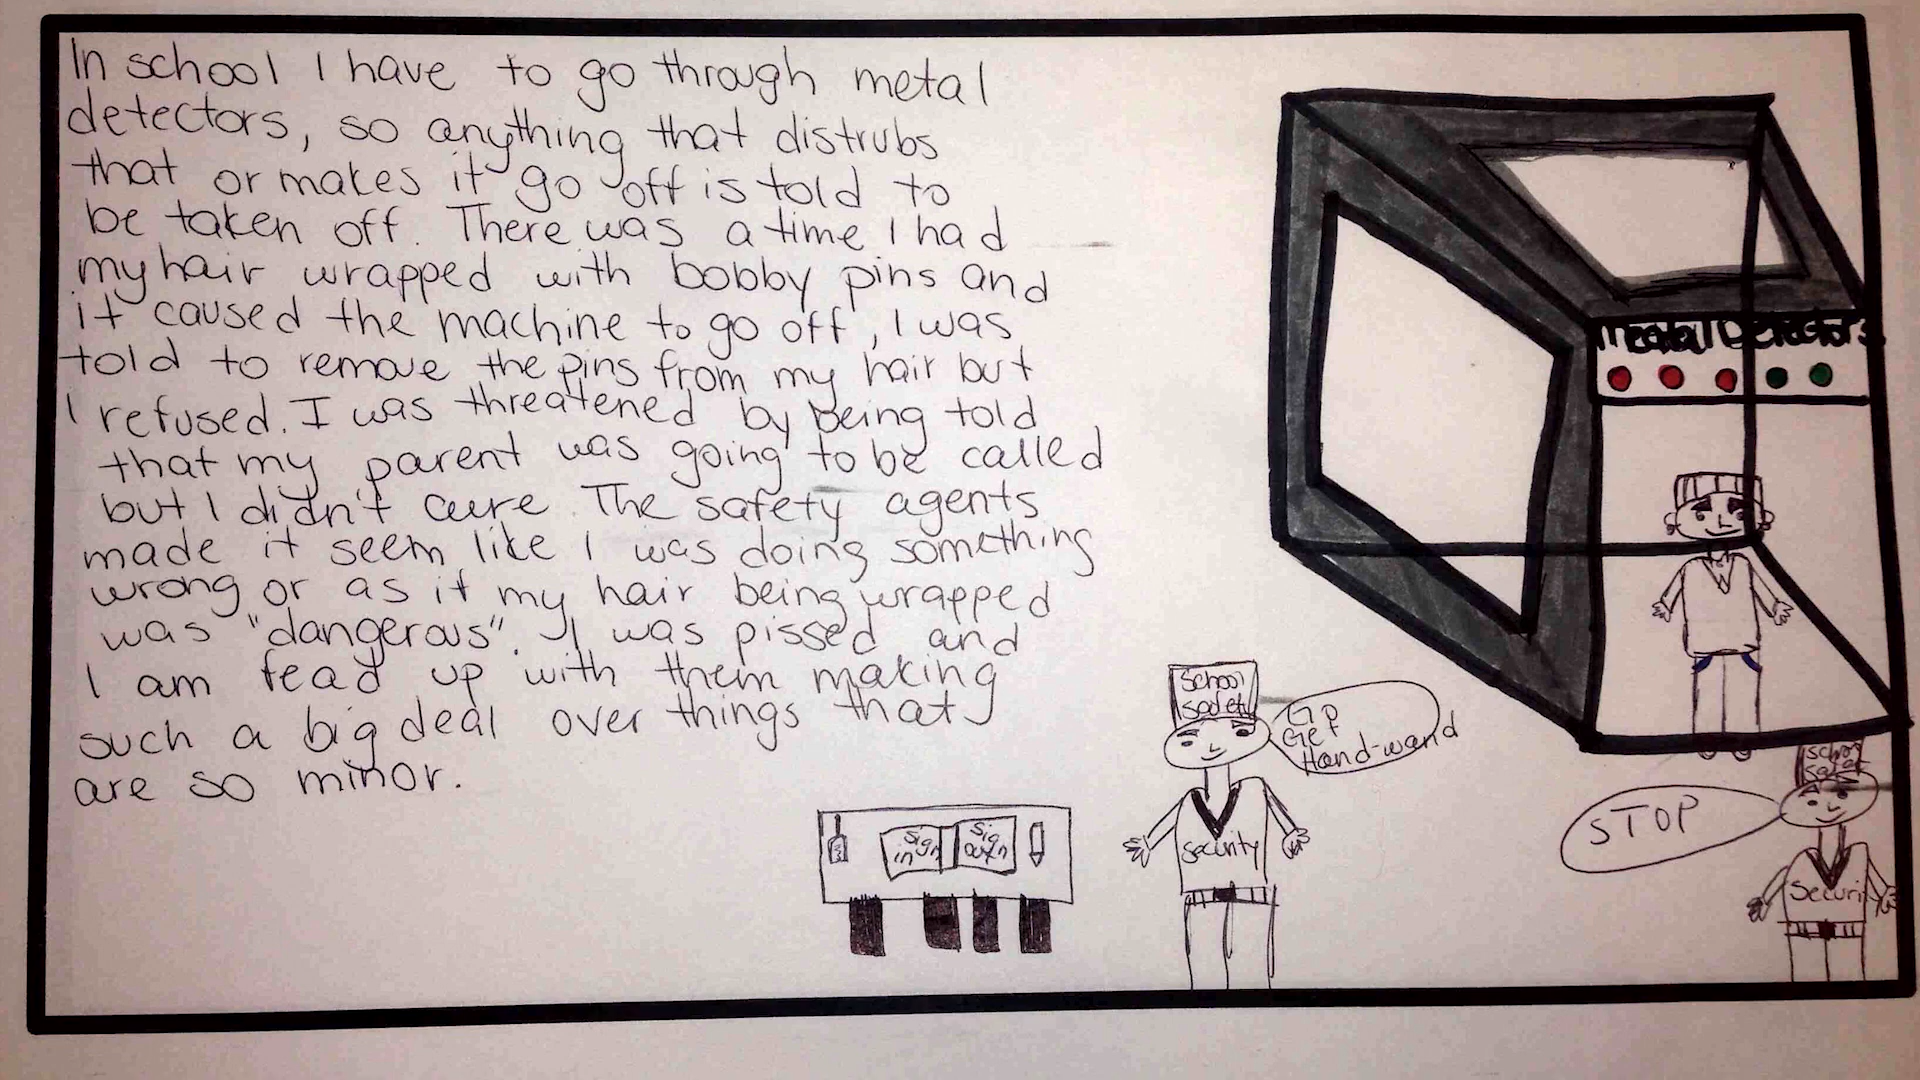 In school I have to go through metal
detectors, so anything that distrubs
that or makes it go off is told to
be taken off. There was a time I had
my hair wrapped with bobby pins and
it caused the machine to go off, I was
told to remove the pins from my hair but
I refused. I was threatened by being told
that my parent was going to be called
but I didn't care. The safety agents
made it seem like I was doing something
wrong or as if my hair being wrapped
was "dangerous". I was pissed and
I am fead up with them making
such a big deal over things that
are so minor.
Metal Detectors
School
safety
Go
Get
Hand-wand
Security
Sign
in
Sign
out
School
Safet
STOP
Securit